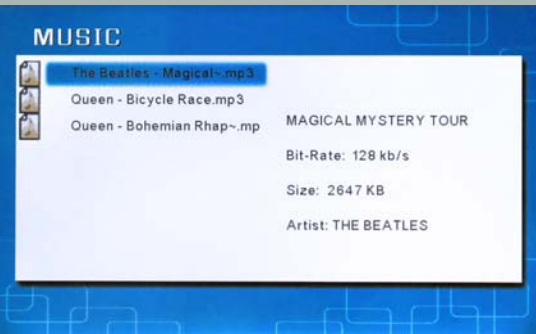 MUSIC
The Beatles - Magical~.mp3
Queen - Bicycle Race.mp3
Queen - Bohemian Rhap~.mp
MAGICAL MYSTERY TOUR
Bit-Rate: 128 kb/s
Size: 2647 KB
Artist: THE BEATLES